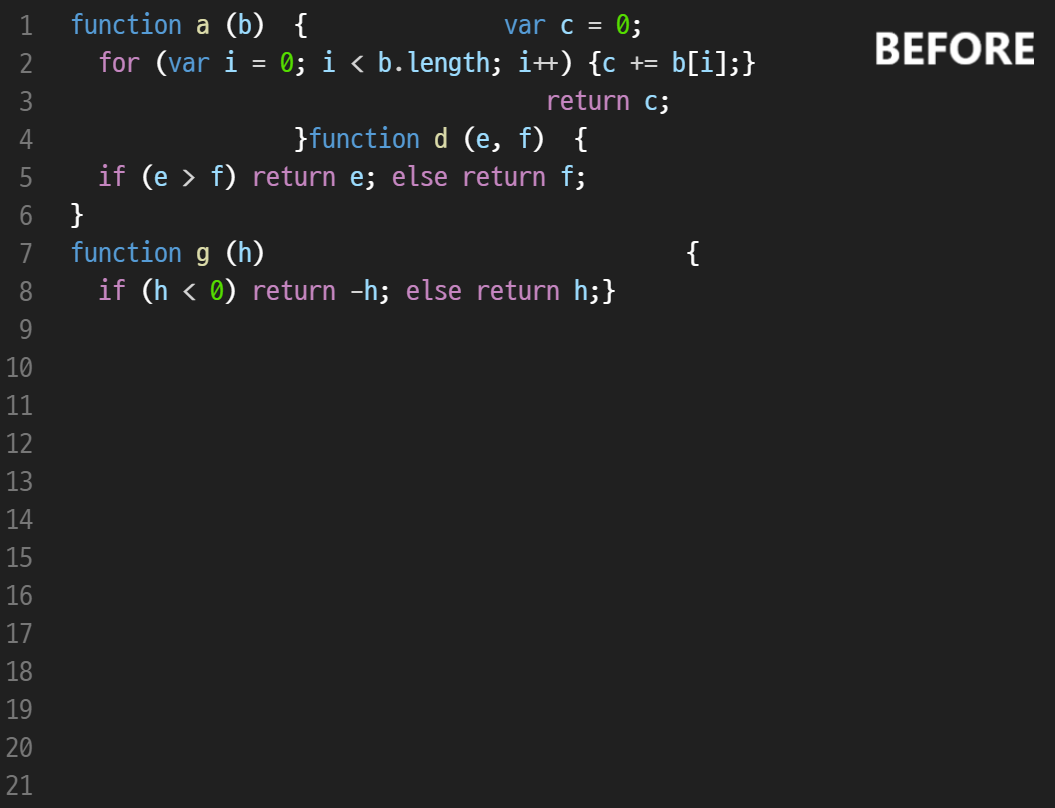 BEFORE
1 function a (b)  {              var c = 0;
2   for (var i = 0; i < b.length; i++) {c += b[i];}
3                                   return c;
4                 }function d (e, f)  {
5   if (e > f) return e; else return f;
6 }
7 function g (h)                              {
8   if (h < 0) return -h; else return h;}
9
10
11
12
13
14
15
16
17
18
19
20
21